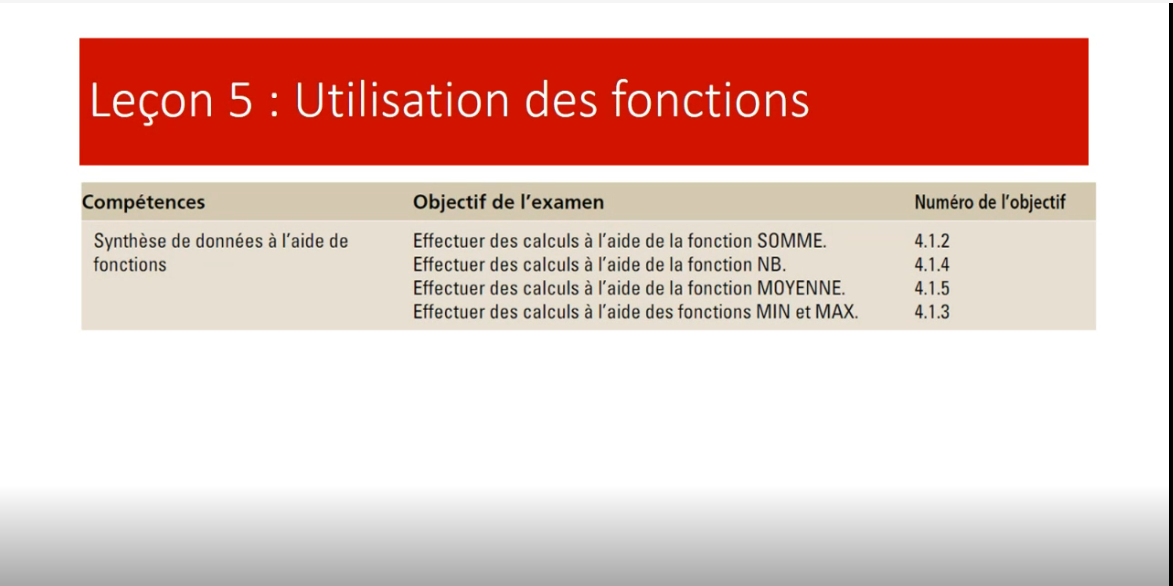 Leçon 5 : Utilisation des fonctions
Compétences Objectif de l'examen Numéro de l'objectif
Synthèse de données à l'aide de fonctions
Effectuer des calculs à l'aide de la fonction SOMME. 4.1.2
Effectuer des calculs à l'aide de la fonction NB. 4.1.4
Effectuer des calculs à l'aide de la fonction MOYENNE. 4.1.5
Effectuer des calculs à l'aide des fonctions MIN et MAX. 4.1.3